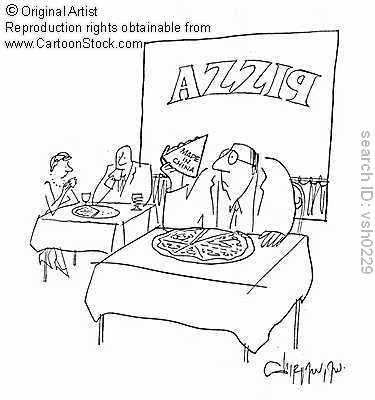 © Original Artist
Reproduction rights obtainable from
www.CartoonStock.com
AZZIP
MADE
IN
CHINA
search ID: vsh0229